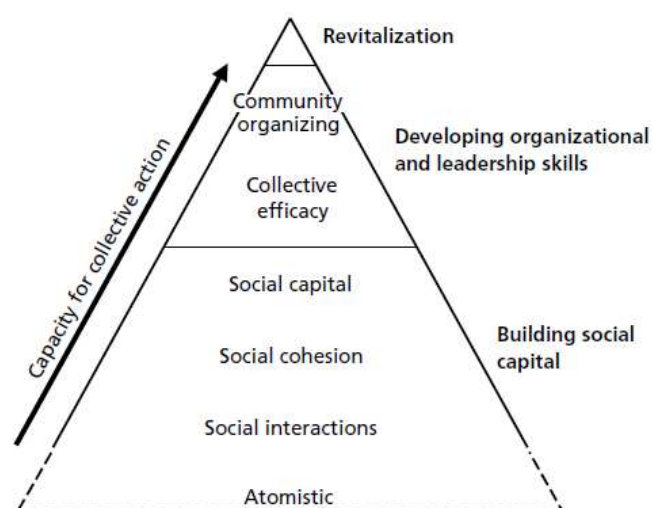 Revitalization
Community
organizing
Developing organizational
and leadership skills
Collective
efficacy
Capacity for collective action
Social capital
Building social
capital
Social cohesion
Social interactions
Atomistic